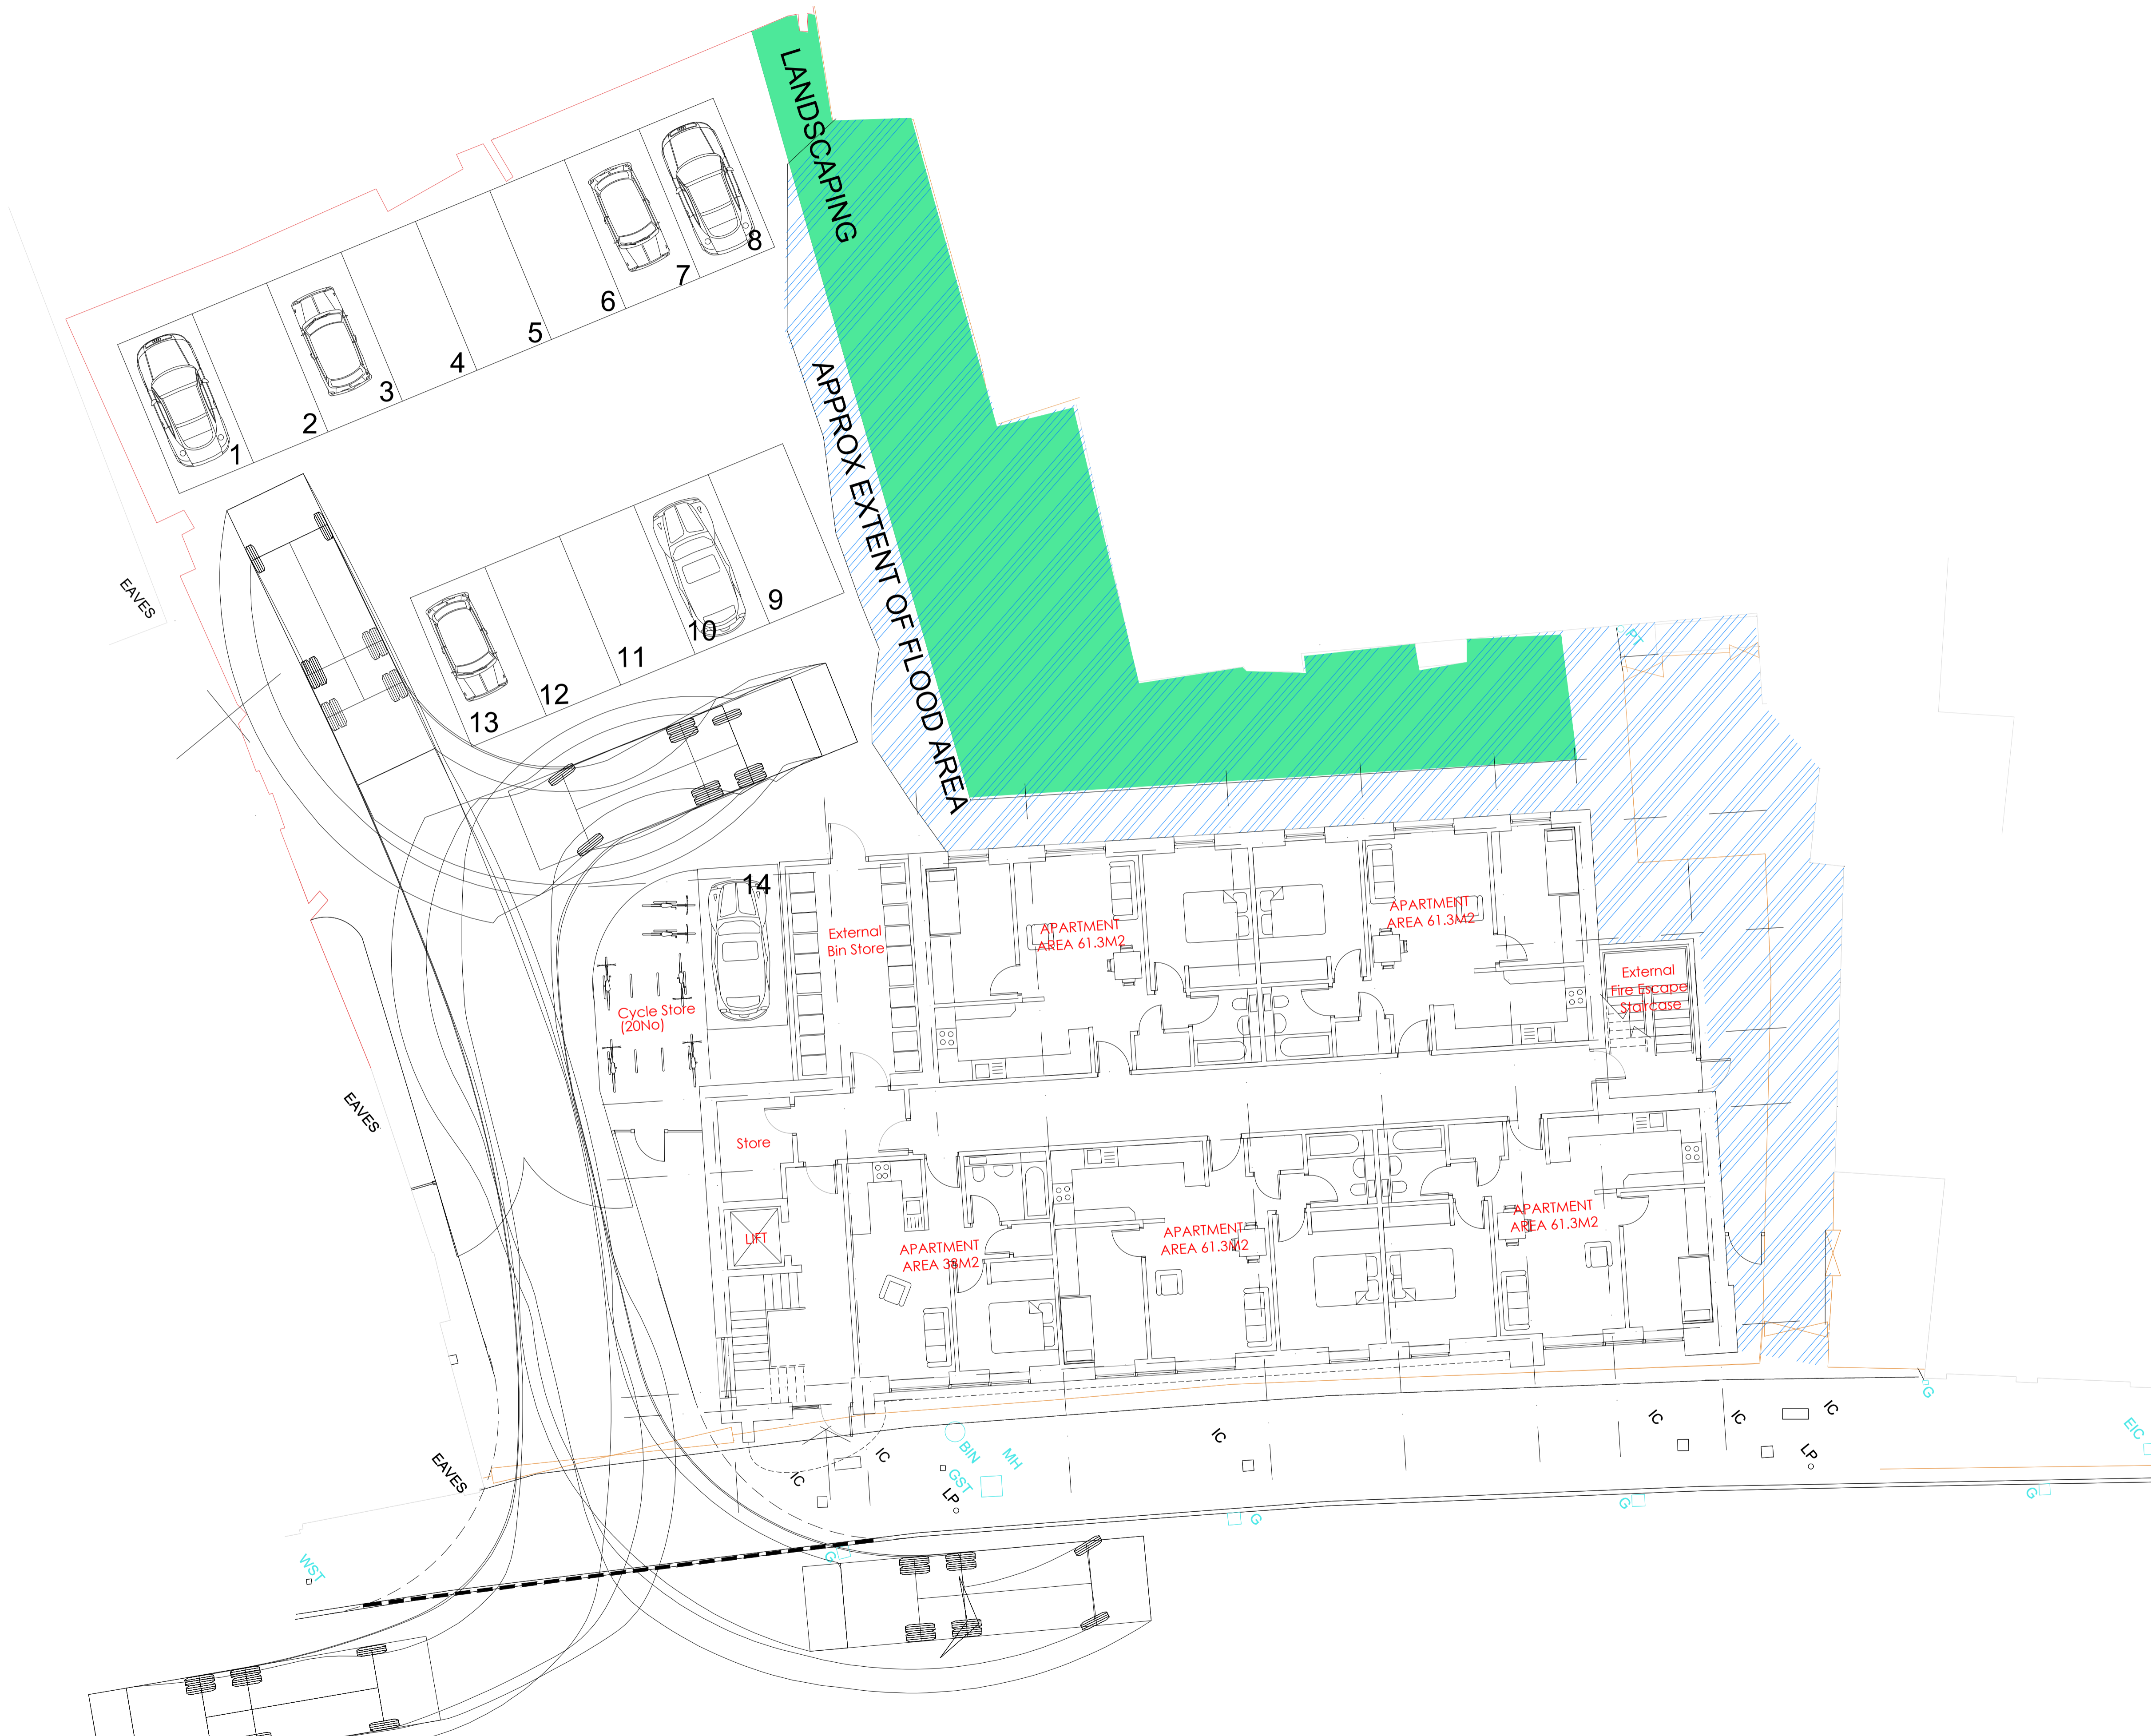 LANDSCAPING
8
7
6
5
4
3
2
1
APPROX EXTENT OF FLOOD AREA
9
10
11
12
13
EAVES
PT
14
External
Bin Store
APARTMENT
AREA 61.3M2
APARTMENT
AREA 61.3M2
External
Fire Escape
Staircase
Cycle Store
(20No)
EAVES
Store
LIFT
APARTMENT
AREA 38M2
APARTMENT
AREA 61.3M2
APARTMENT
AREA 61.3M2
EAVES
G
IC
IC
IC
IC
IC
IC
BIN
MH
GST
LP
LP
EIC
G
G
G
G
WST